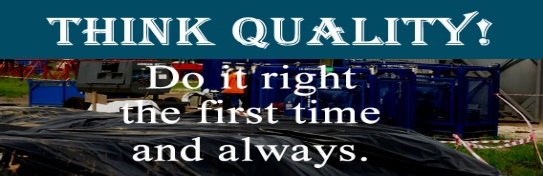 THINK QUALITY!
Do it right
the first time
and always.